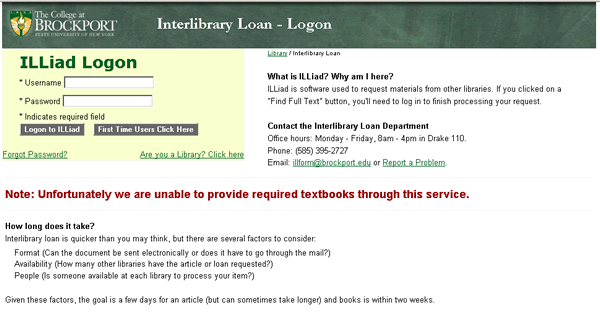 The College at
BROCKPORT
STATE UNIVERSITY OF NEW YORK
Interlibrary Loan - Logon
Library / Interlibrary Loan
ILLiad Logon
* Username
* Password
* Indicates required field
Logon to ILLiad First Time Users Click Here
Forgot Password? Are you a Library? Click here
What is ILLiad? Why am I here?
ILLiad is software used to request materials from other libraries. If you clicked on a
"Find Full Text" button, you'll need to log in to finish processing your request.
Contact the Interlibrary Loan Department
Office hours: Monday - Friday, 8am - 4pm in Drake 110.
Phone: (585) 395-2727
Email: illform@brockport.edu or Report a Problem.
Note: Unfortunately we are unable to provide required textbooks through this service.
How long does it take?
Interlibrary loan is quicker than you may think, but there are several factors to consider:
Format (Can the document be sent electronically or does it have to go through the mail?)
Availability (How many other libraries have the article or loan requested?)
People (Is someone available at each library to process your item?)
Given these factors, the goal is a few days for an article (but can sometimes take longer) and books is within two weeks.